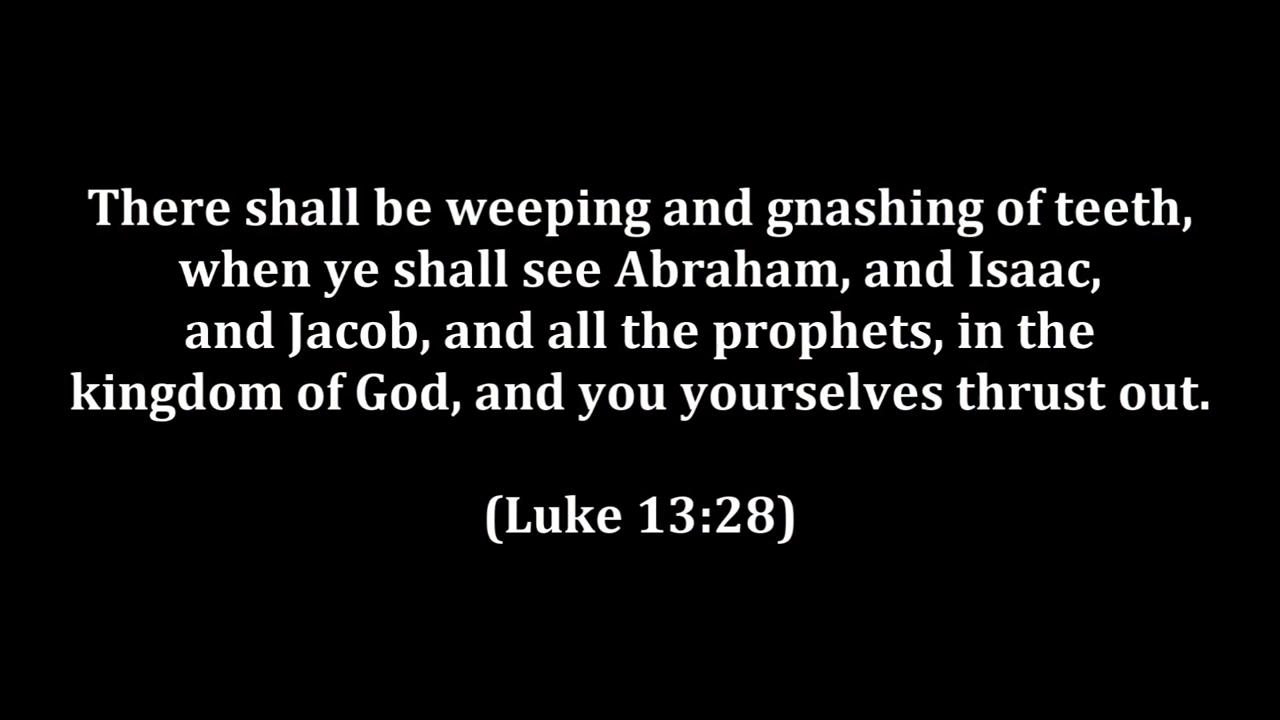 There shall be weeping and gnashing of teeth,
when ye shall see Abraham, and Isaac,
and Jacob, and all the prophets, in the
kingdom of God, and you yourselves thrust out.
(Luke 13:28)